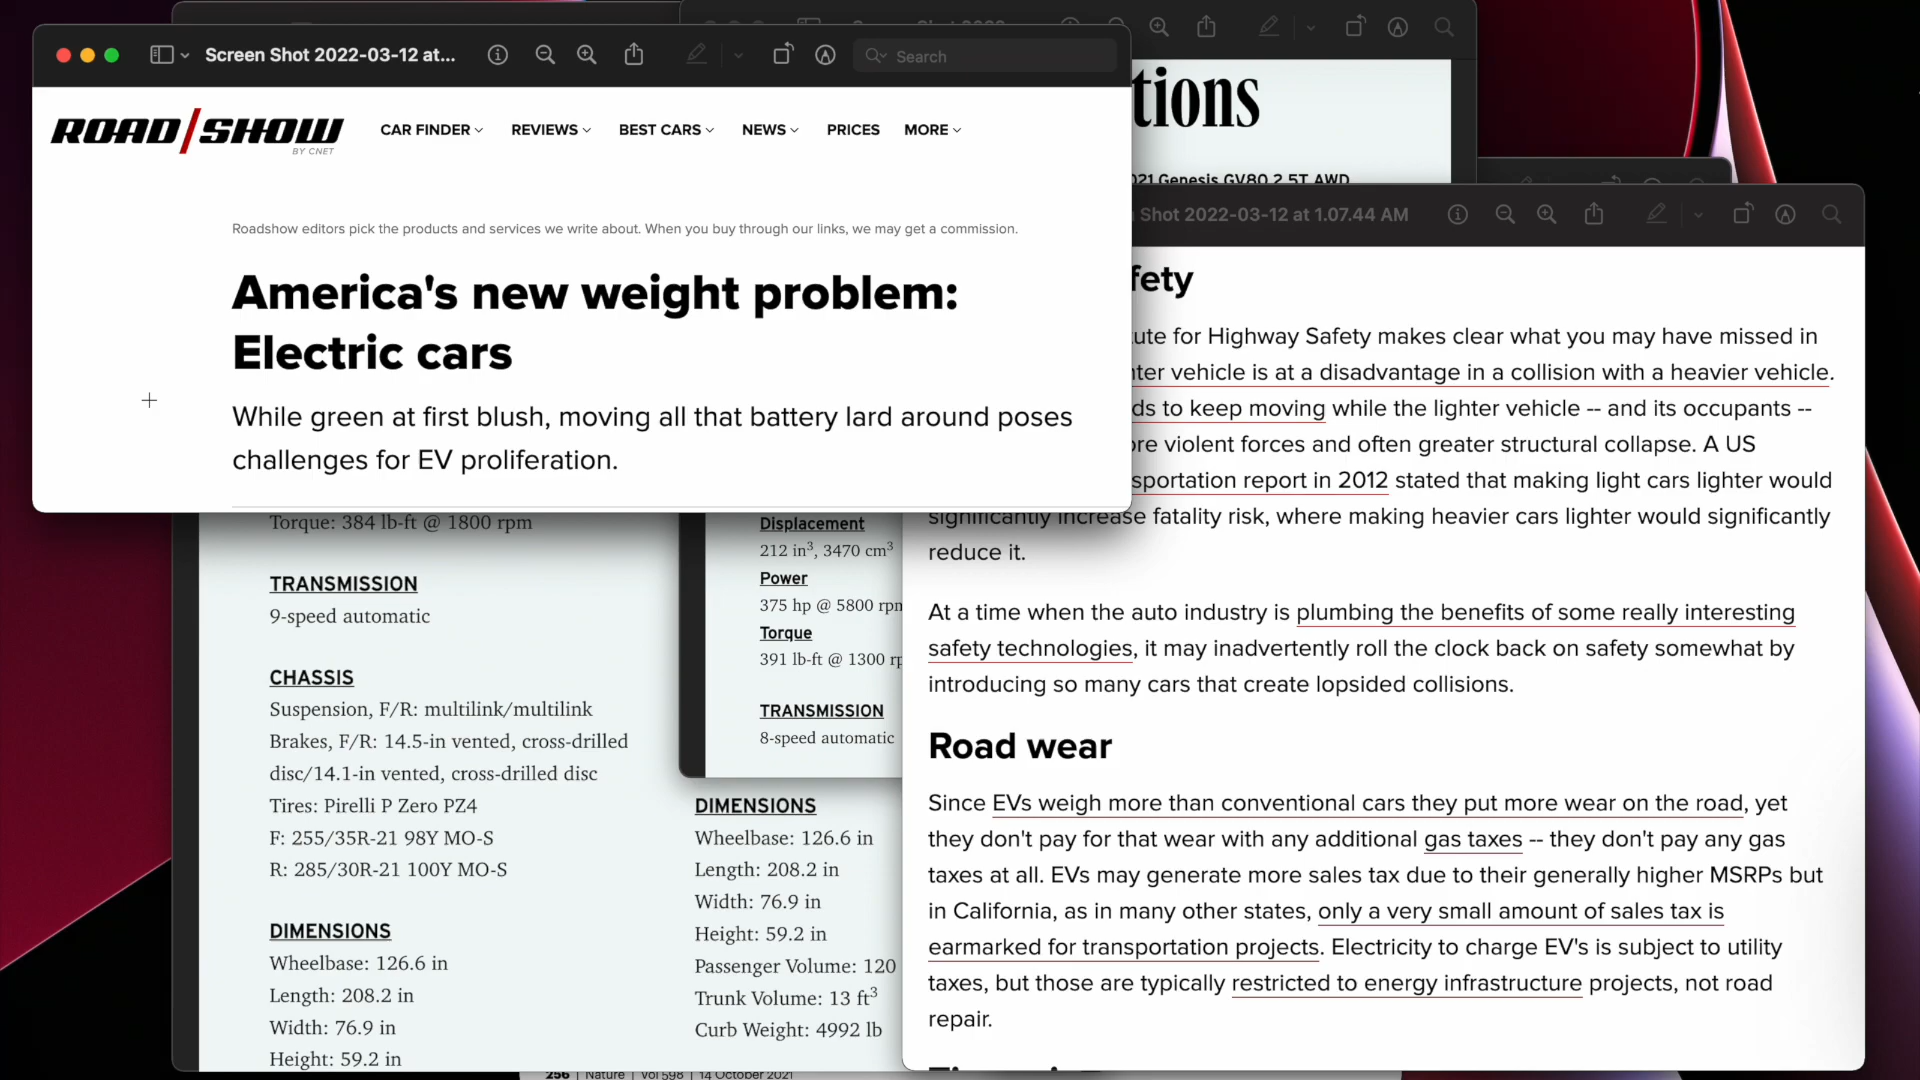 Screen Shot 2022-03-12 at...
Search
ROAD/SHOW
BY CNET
CAR FINDER
REVIEWS
BEST CARS
NEWS
PRICES
MORE
Roadshow editors pick the products and services we write about. When you buy through our links, we may get a commission.
America's new weight problem:
Electric cars
While green at first blush, moving all that battery lard around poses
challenges for EV proliferation.
tions
2021 Genesis GV80 2.5T AWD
Shot 2022-03-12 at 1.07.44 AM
fety
ute for Highway Safety makes clear what you may have missed in
ter vehicle is at a disadvantage in a collision with a heavier vehicle.
ds to keep moving while the lighter vehicle -- and its occupants --
re violent forces and often greater structural collapse. A US
sportation report in 2012 stated that making light cars lighter would
significantly increase fatality risk, where making heavier cars lighter would significantly
reduce it.
At a time when the auto industry is plumbing the benefits of some really interesting
safety technologies, it may inadvertently roll the clock back on safety somewhat by
introducing so many cars that create lopsided collisions.
Road wear
Since EVs weigh more than conventional cars they put more wear on the road, yet
they don't pay for that wear with any additional gas taxes -- they don't pay any gas
taxes at all. EVs may generate more sales tax due to their generally higher MSRPs but
in California, as in many other states, only a very small amount of sales tax is
earmarked for transportation projects. Electricity to charge EV's is subject to utility
taxes, but those are typically restricted to energy infrastructure projects, not road
repair.
Torque: 384 lb-ft @ 1800 rpm
TRANSMISSION
9-speed automatic
CHASSIS
Suspension, F/R: multilink/multilink
Brakes, F/R: 14.5-in vented, cross-drilled
disc/14.1-in vented, cross-drilled disc
Tires: Pirelli P Zero PZ4
F: 255/35R-21 98Y MO-S
R: 285/30R-21 100Y MO-S
DIMENSIONS
Wheelbase: 126.6 in
Length: 208.2 in
Width: 76.9 in
Height: 59.2 in
Displacement
212 in³, 3470 cm³
Power
375 hp @ 5800 rpm
Torque
391 lb-ft @ 1300 rp
TRANSMISSION
8-speed automatic
DIMENSIONS
Wheelbase: 126.6 in
Length: 208.2 in
Width: 76.9 in
Height: 59.2 in
Passenger Volume: 120
Trunk Volume: 13 ft³
Curb Weight: 4992 lb
256 | Nature | Vol 598 | 14 October 2021